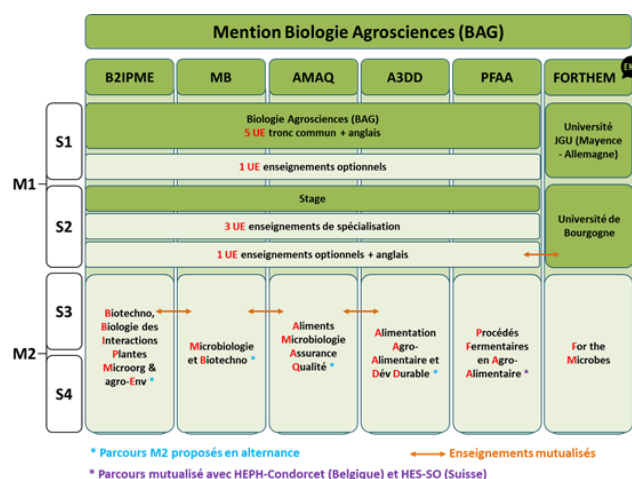 Mention Biologie Agrosciences (BAG)
B2IPME MB AMAQ A3DD PFAA FORTHEM EN
M1
S1
Biologie Agrosciences (BAG)
5 UE tronc commun + anglais
1 UE enseignements optionnels
Université
JGU (Mayence
- Allemagne)
S2
Stage
3 UE enseignements de spécialisation
1 UE enseignements optionnels + anglais
Université de
Bourgogne
M2
S3
S4
Biotechno,
Biologie des
Interactions
Plantes
Microorg &
agro-Env *
Microbiologie
et Biotechno *
Aliments
Microbiologie
Assurance
Qualité *
Alimentation
Agro-
Alimentaire et
Dév Durable *
Procédés
Fermentaires
en Agro-
Alimentaire *
For the
Microbes
* Parcours M2 proposés en alternance
Enseignements mutualisés
* Parcours mutualisé avec HEPH-Condorcet (Belgique) et HES-SO (Suisse)